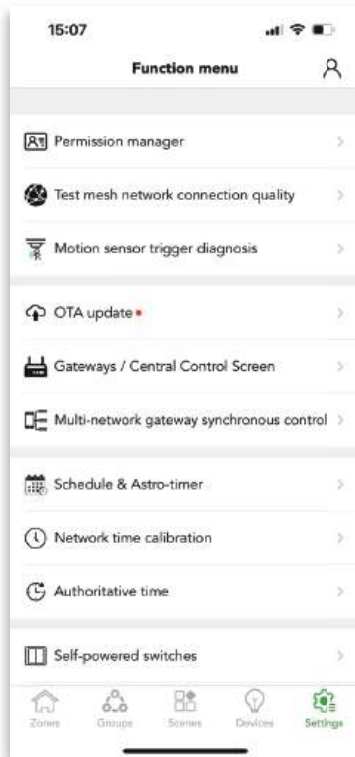 15:07
Function menu
Permission manager
Test mesh network connection quality
Motion sensor trigger diagnosis
OTA update
Gateways / Central Control Screen
Multi-network gateway synchronous control
Schedule & Astro-timer
Network time calibration
Authoritative time
Self-powered switches
Zones Groups Scenes Devices Settings